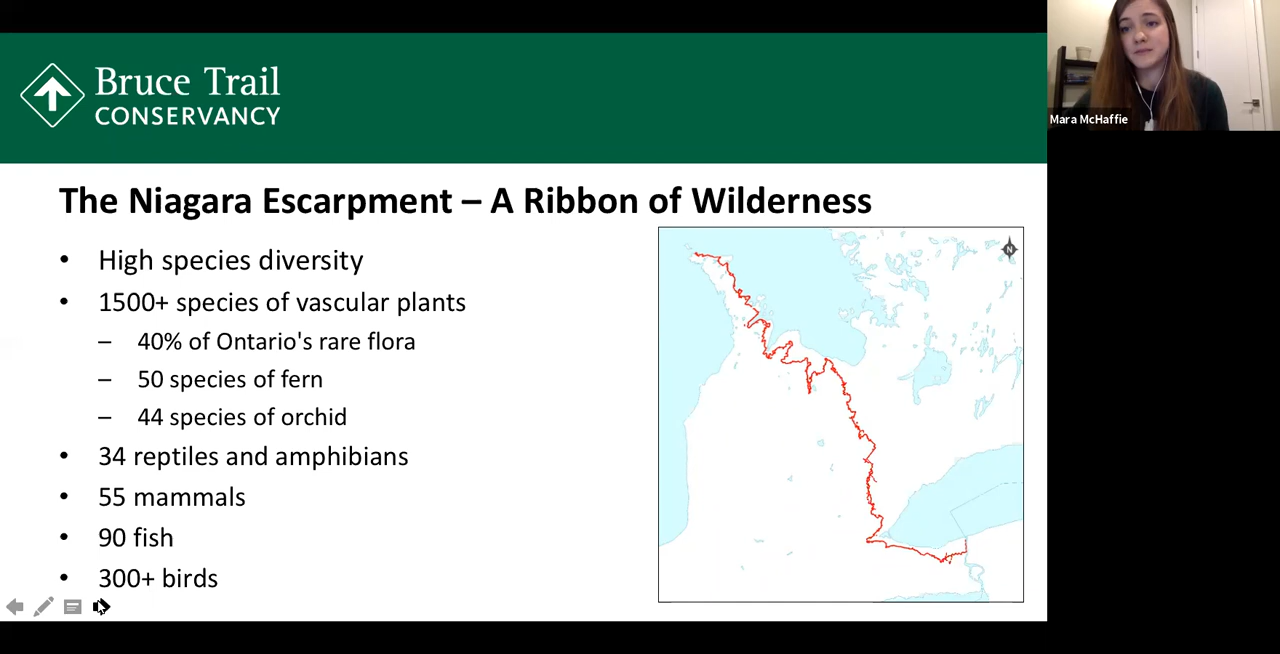 Bruce Trail
CONSERVANCY
Mara McHaffie
The Niagara Escarpment – A Ribbon of Wilderness
• High species diversity
• 1500+ species of vascular plants
– 40% of Ontario's rare flora
– 50 species of fern
– 44 species of orchid
• 34 reptiles and amphibians
• 55 mammals
• 90 fish
• 300+ birds
N